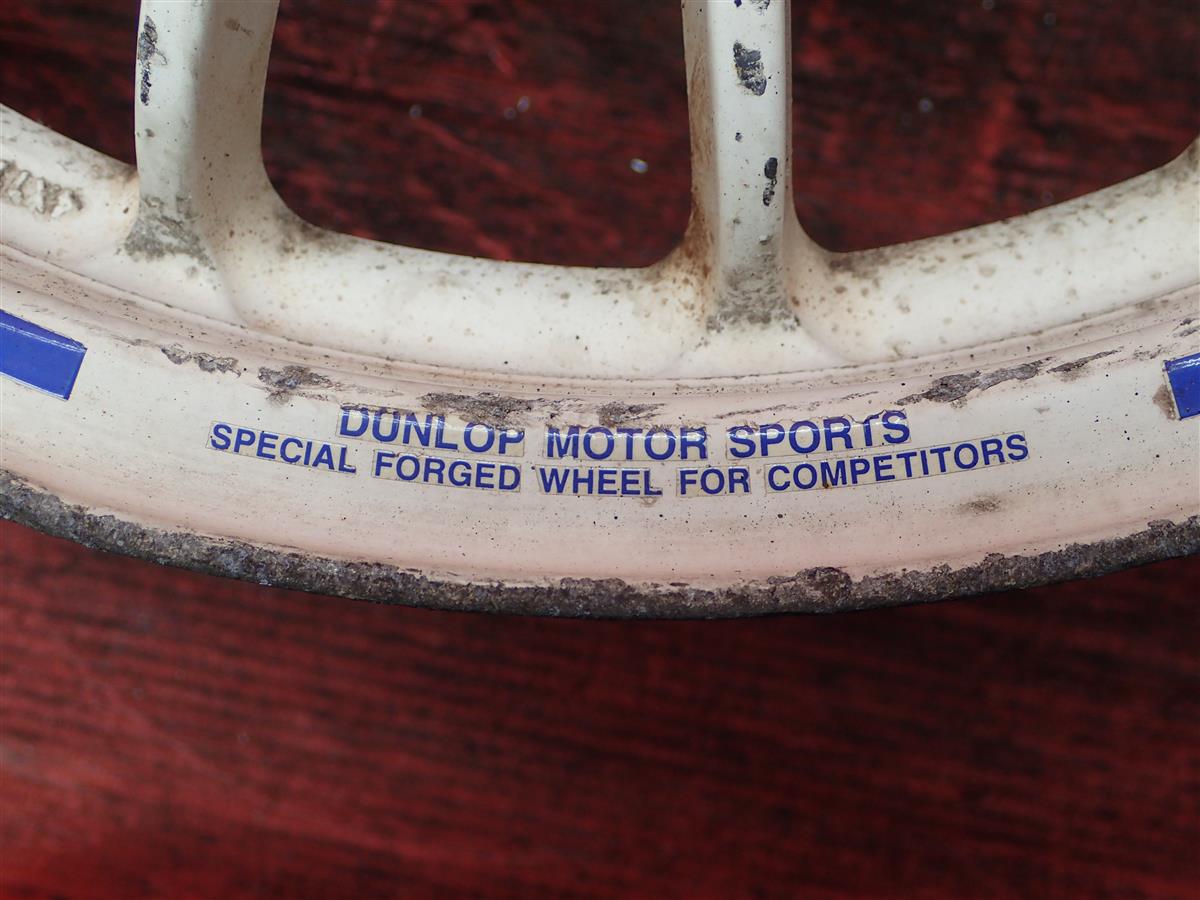 DUNLOP MOTOR SPORTS
SPECIAL FORGED WHEEL FOR COMPETITORS